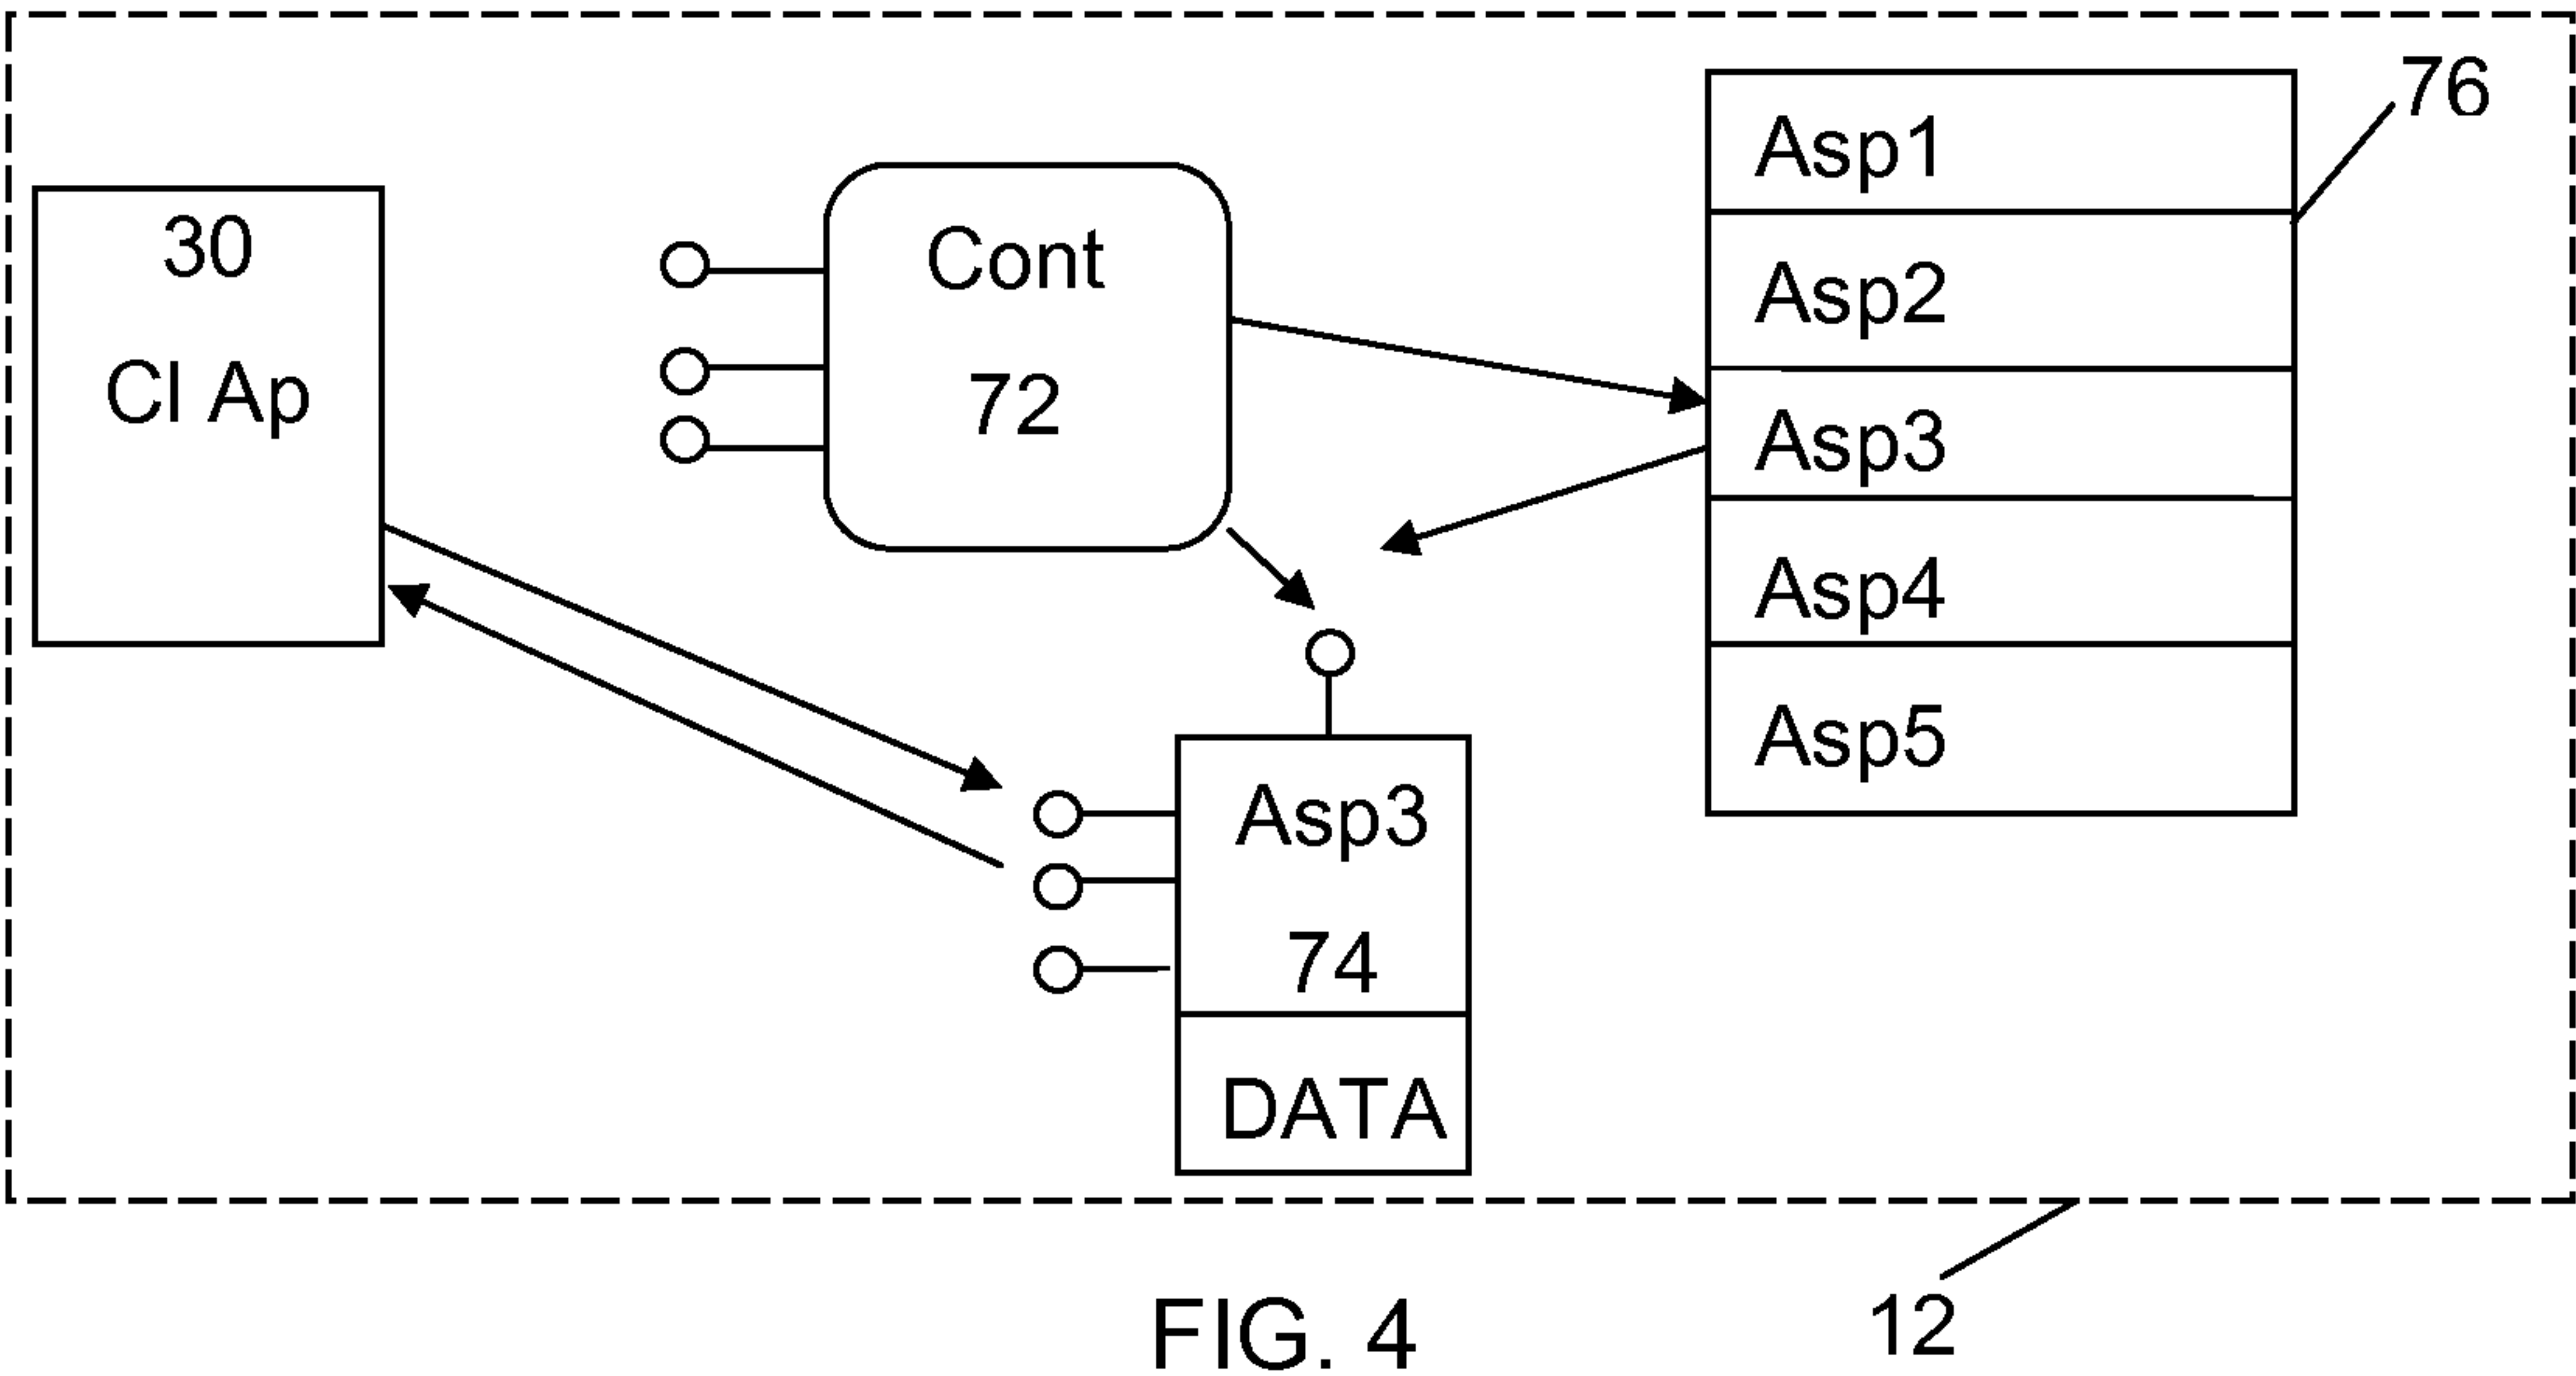 30
Cl Ap
Cont
72
Asp1
Asp2
Asp3
Asp4
Asp5
76
Asp3
74
DATA
12
FIG. 4